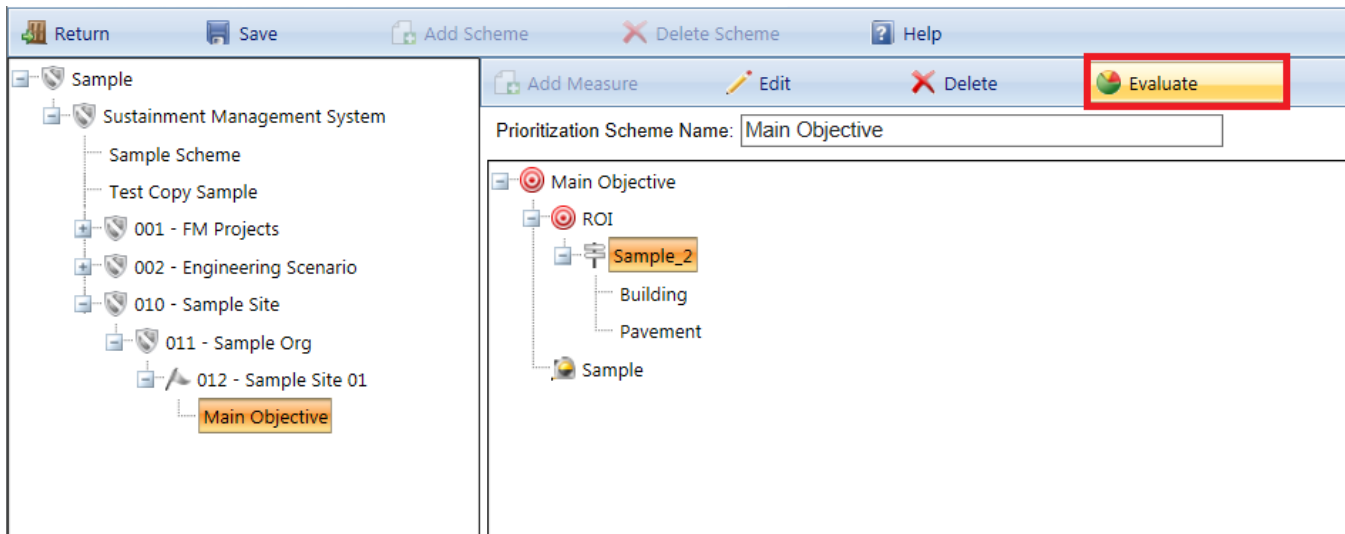 Return Save Add Scheme Delete Scheme Help
Sample
Sustainment Management System
Sample Scheme
Test Copy Sample
001 - FM Projects
002 - Engineering Scenario
010 - Sample Site
011 - Sample Org
012 - Sample Site 01
Main Objective
Add Measure Edit Delete Evaluate
Prioritization Scheme Name: Main Objective
Main Objective
ROI
Sample_2
Building
Pavement
Sample